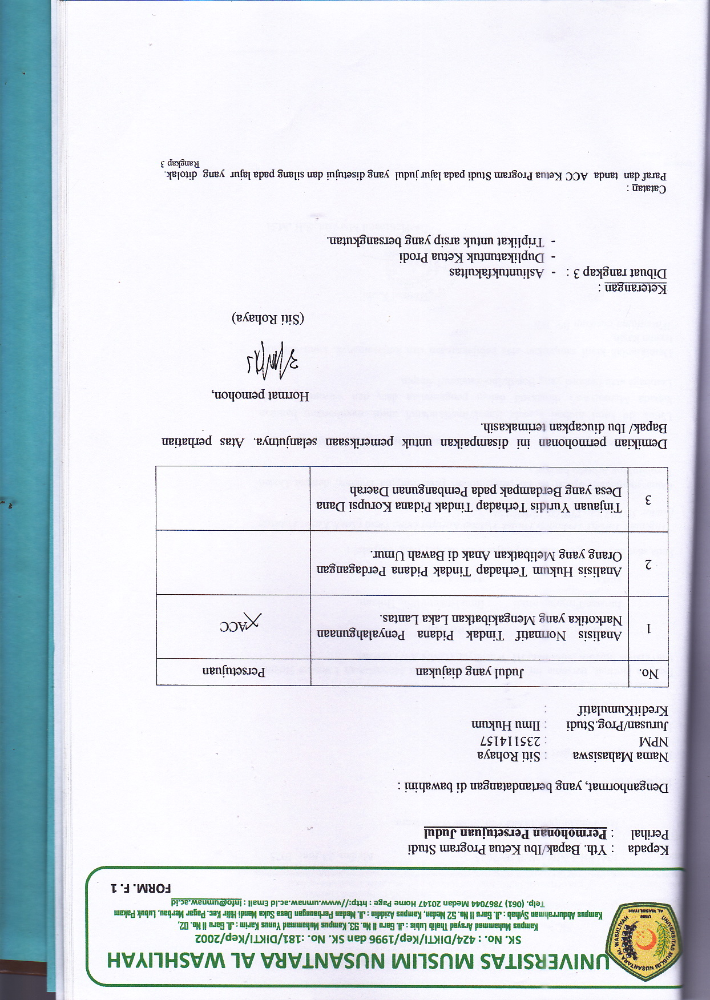 UNIVERSITAS MUSLIM NUSANTARA AL WASHLIYAH
SK. No. : 424/DIKTI/Kep/1996 dan SK. No. :181/DIKTI/Kep/2002
Kampus Muhammad Arsyad Thalib Lubis : Jl. Garu II No. 93, Kampus Muhammad Yunus Karim : Jl. Garu II No. 02,
Kampus Abdurrahman Syihab : Jl. Garu II No. 52 Medan, Kampus Aziddin : Jl. Medan Perbaungan Desa Suka Mandi Hilir Kec. Pagar Merbau, Lubuk Pakam
Telp. (061) 7867044 Medan 20147 Home Page : http://www.umnaw.ac.id Email : info@umnaw.ac.id
FORM. F. 1
UNIVERSITAS MUSLIM NUSANTARA AL WASHLIYAH
UMN
AL WASHLIYAH
Kepada : Yth. Bapak/Ibu Ketua Program Studi
Perihal : Permohonan Persetujuan Judul
Denganhormat, yang bertandatangan di bawahini :
Nama Mahasiswa : Siti Rohaya
NPM : 235114157
Jurusan/Prog.Studi : Ilmu Hukum
KreditKumulatif :
No. Judul yang diajukan Persetujuan
1 Analisis Normatif Tindak Pidana Penyalahgunaan
Narkotika yang Mengakibatkan Laka Lantas.
ACC
2 Analisis Hukum Terhadap Tindak Pidana Perdagangan
Orang yang Melibatkan Anak di Bawah Umur.
3 Tinjauan Yuridis Terhadap Tindak Pidana Korupsi Dana
Desa yang Berdampak pada Pembangunan Daerah
Demikian permohonan ini disampaikan untuk pemeriksaan selanjutnya. Atas perhatian
Bapak/ Ibu diucapkan terimakasih.
Hormat pemohon,
(Siti Rohaya)
Keterangan :
Dibuat rangkap 3 : - Asliuntukfakultas
- Duplikatuntuk Ketua Prodi
- Triplikat untuk arsip yang bersangkutan.
Catatan :
Paraf dan tanda ACC Ketua Program Studi pada lajur judul yang disetujui dan silang pada lajur yang ditolak.
Rangkap 3